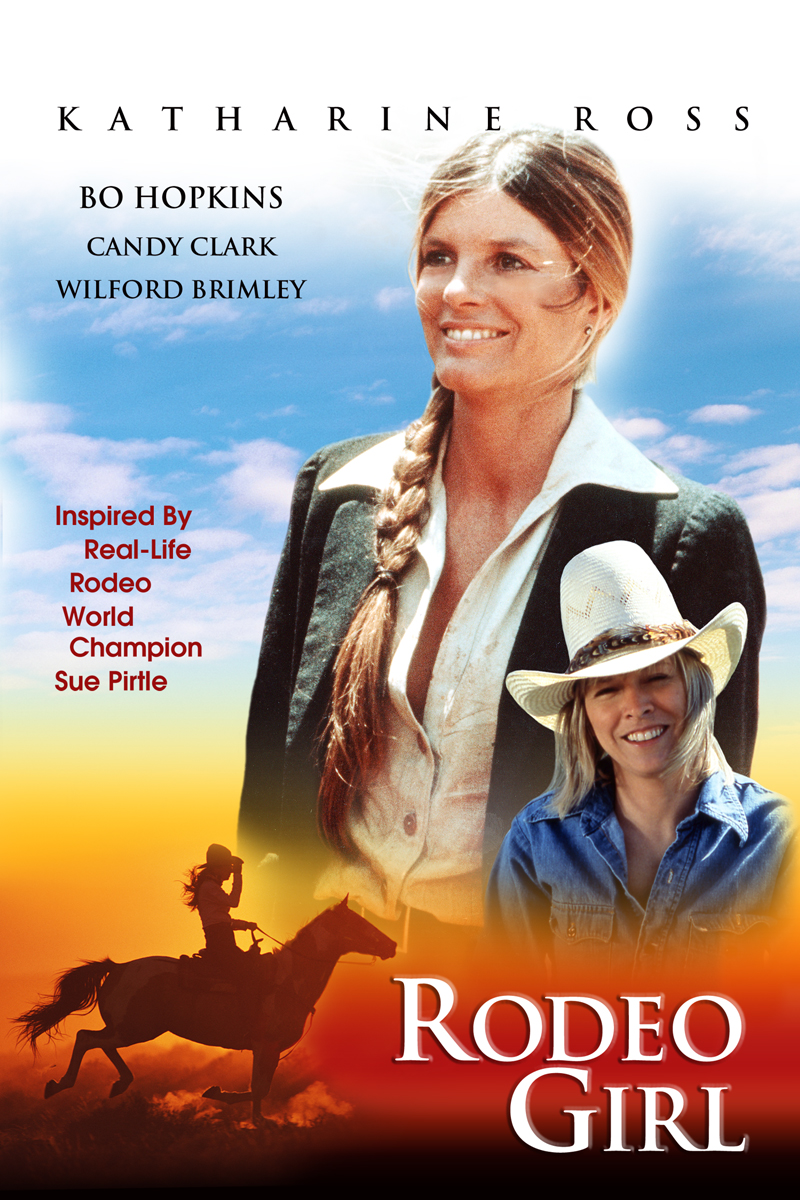 KATHARINE ROSS
BO HOPKINS
CANDY CLARK
WILFORD BRIMLEY
Inspired By
Real-Life
Rodeo
World
Champion
Sue Pirtle
RODEO
GIRL